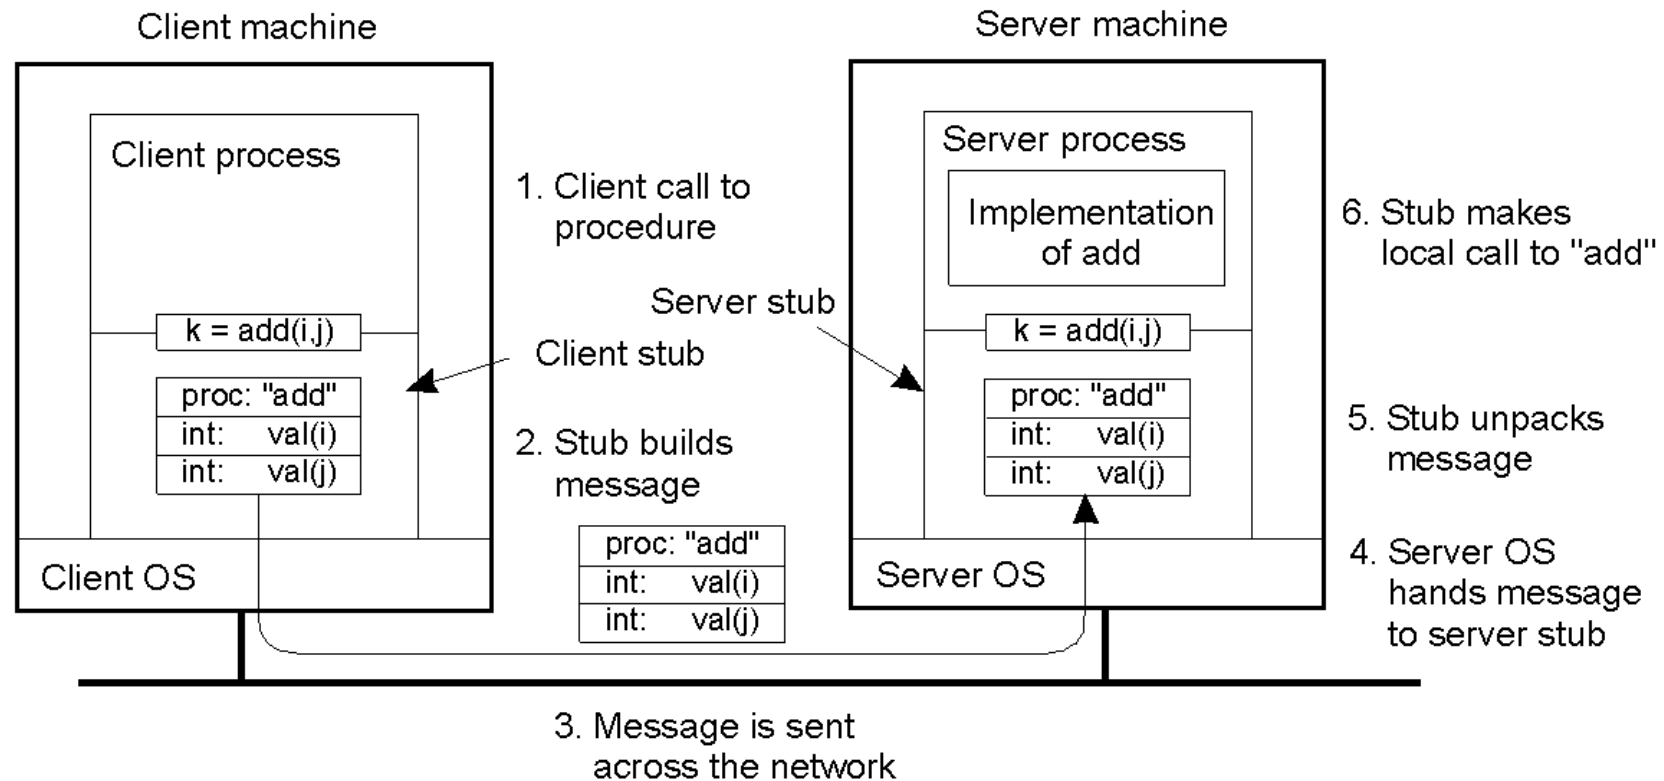 Client machine
Client process
k = add(i,j)
proc: "add"
int: val(i)
int: val(j)
Client OS
1. Client call to
procedure
Client stub
2. Stub builds
message
proc: "add"
int: val(i)
int: val(j)
3. Message is sent
across the network
Server machine
Server process
Implementation
of add
Server stub
k = add(i,j)
proc: "add"
int: val(i)
int: val(j)
Server OS
6. Stub makes
local call to "add"
5. Stub unpacks
message
4. Server OS
hands message
to server stub